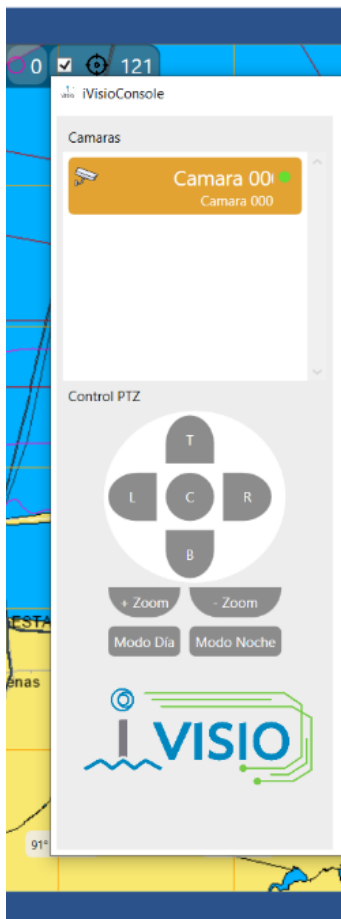 0 121
iVisioConsole
Camaras
Camara 00
Camara 000
Control PTZ
T
L C R
B
+ Zoom - Zoom
Modo Día Modo Noche
ESTA
enas
i VISIO
91°